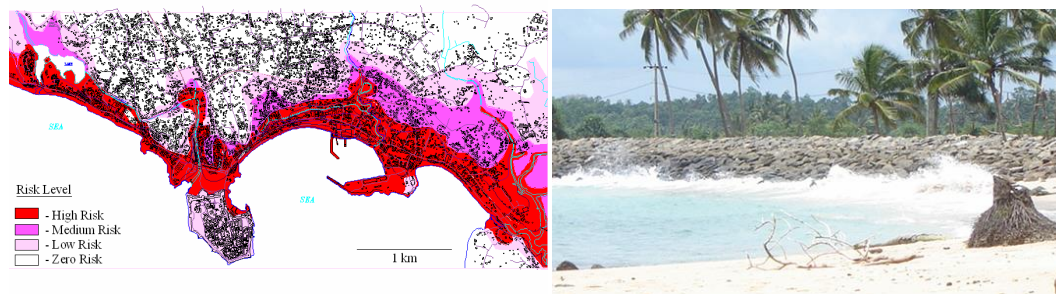 SEA
SEA
Risk Level
- High Risk
- Medium Risk
- Low Risk
- Zero Risk
1 km